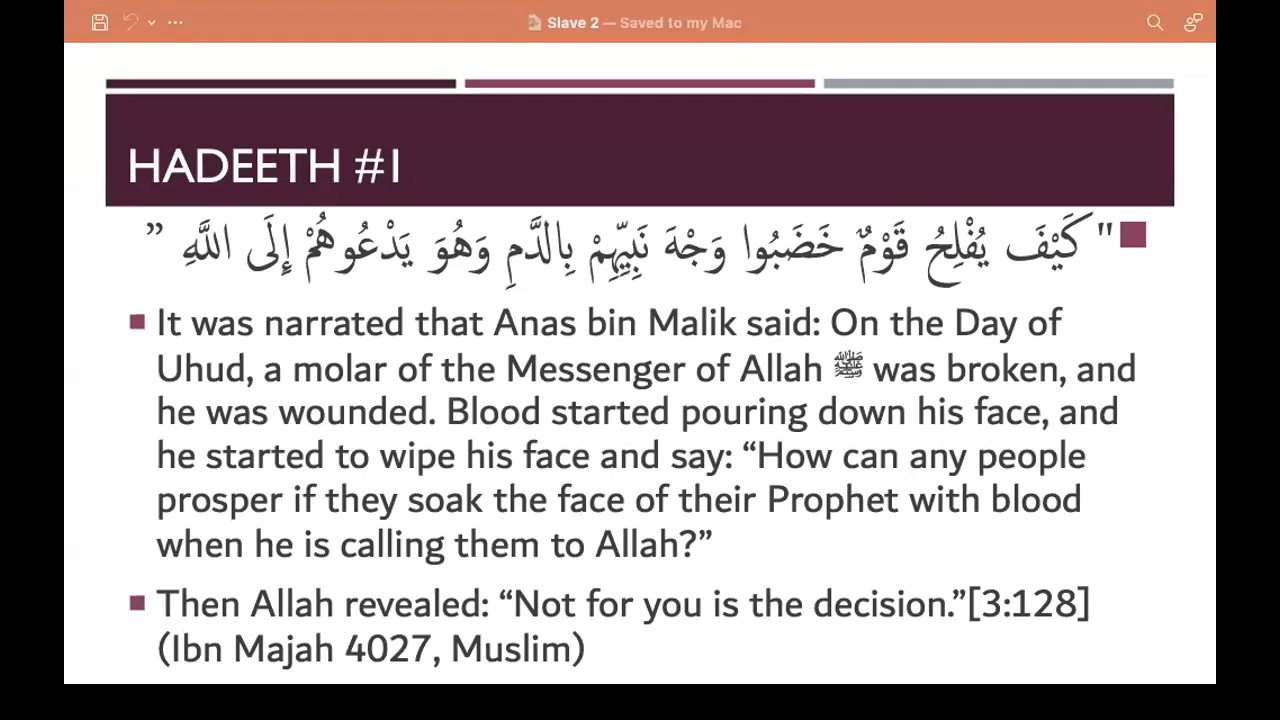 Slave 2 — Saved to my Mac
HADEETH #1
" كَيْفَ يُفْلِحُ قَوْمٌ خَضَبُوا وَجْهَ نَبِيِّهِمْ بِالدَّمِ وَهُوَ يَدْعُوهُمْ إِلَى اللَّهِ ”
It was narrated that Anas bin Malik said: On the Day of
Uhud, a molar of the Messenger of Allah ﷺ was broken, and
he was wounded. Blood started pouring down his face, and
he started to wipe his face and say: “How can any people
prosper if they soak the face of their Prophet with blood
when he is calling them to Allah?”
Then Allah revealed: “Not for you is the decision.”[3:128]
(Ibn Majah 4027, Muslim)